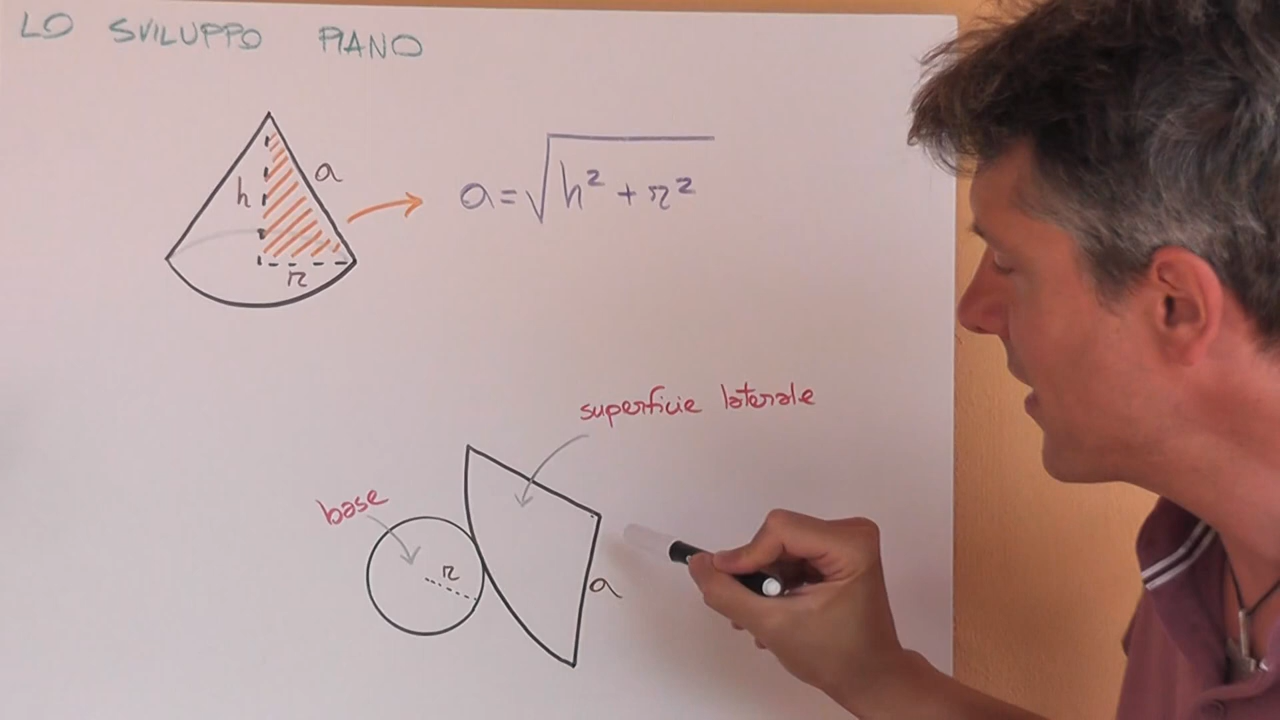 LO SVILUPPO PIANO
h
a
r
a=√h²+r²
superficie laterale
base
r
a